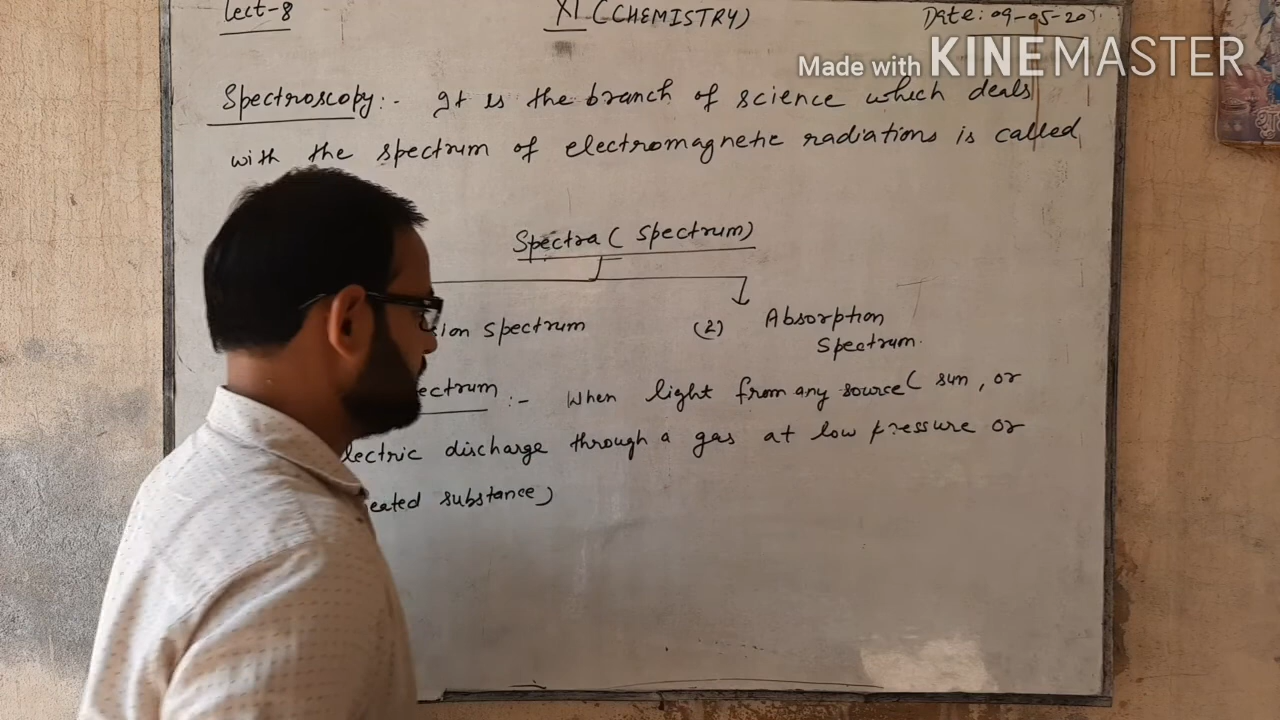 Lect-8 XI (CHEMISTRY) Date: 09-05-20
Made with KINEMASTER
Spectroscopy:- It is the branch of science which deals
with the spectrum of electromagnetic radiations is called
Spectra ( Spectrum)
ion Spectrum (2) Absorption
Spectrum.
ectrum :- When light from any source ( sun, or
lectric discharge through a gas at low pressure or
eated substance)